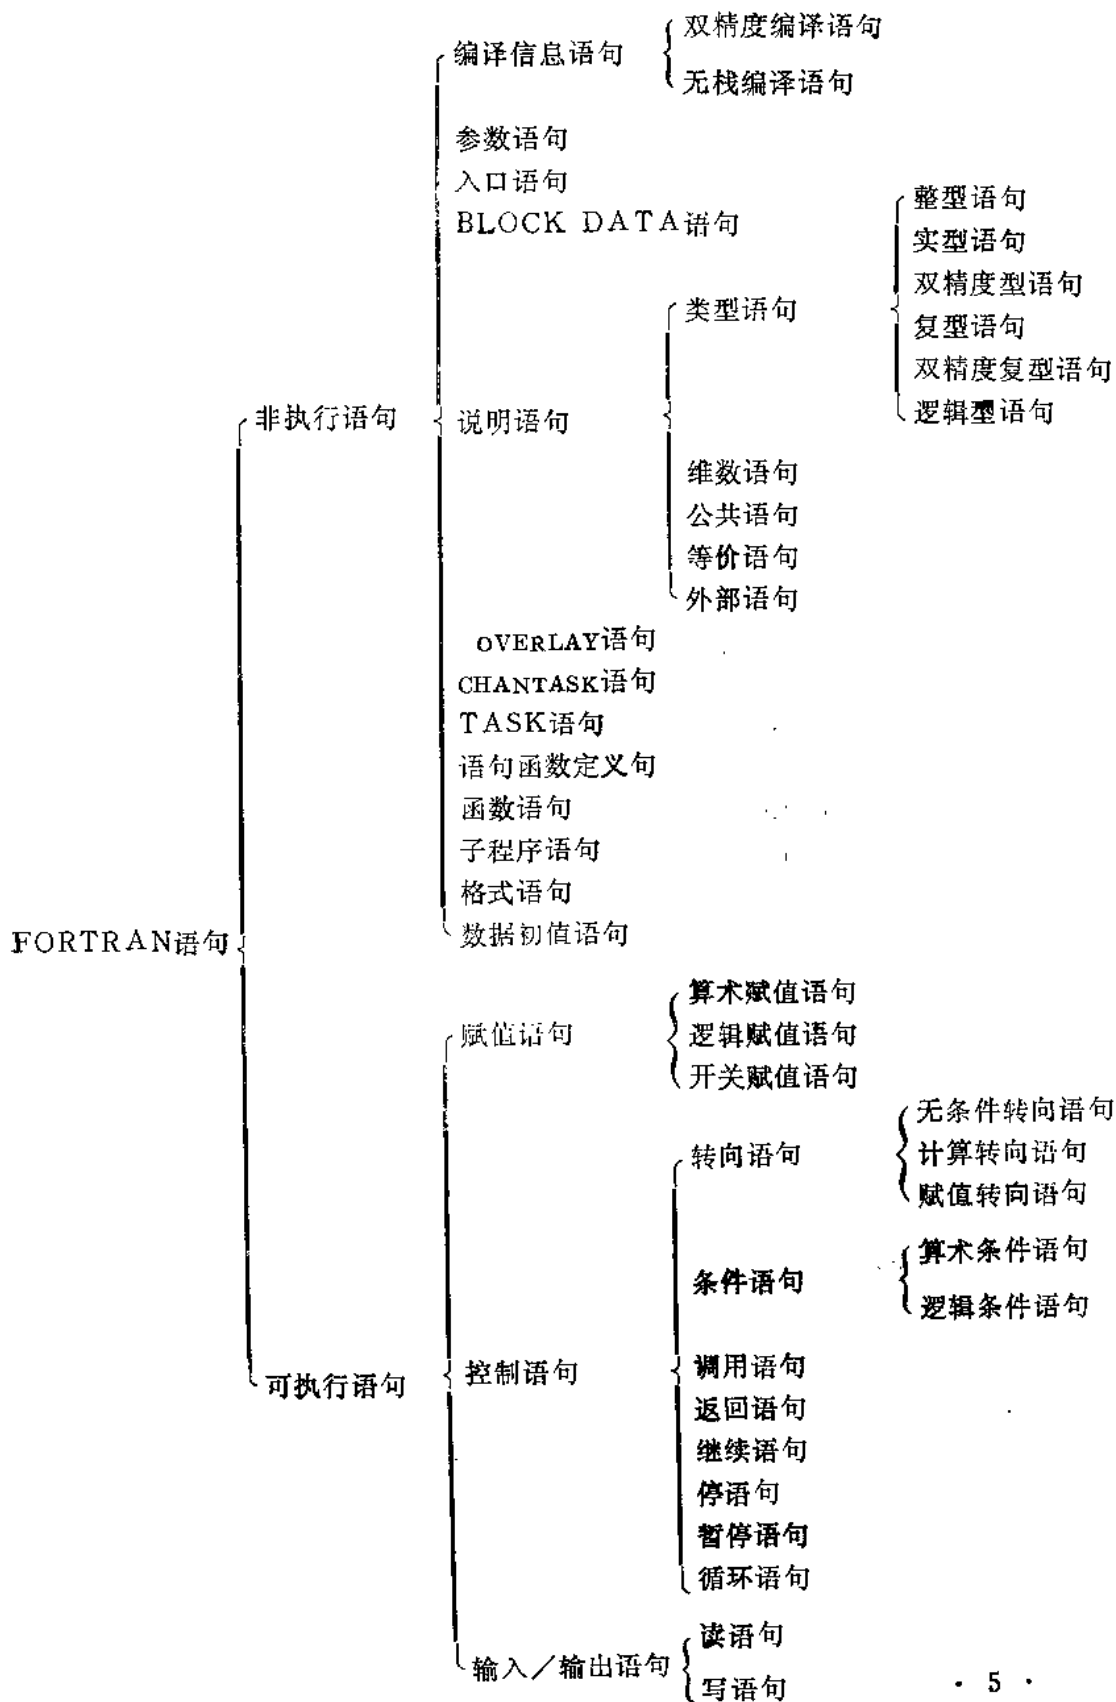 双精度编译语句
编译信息语句
无栈编译语句
参数语句
入口语句
整型语句
BLOCK DATA语句
实型语句
双精度型语句
类型语句
复型语句
双精度复型语句
非执行语句
说明语句
逻辑型语句
维数语句
公共语句
等价语句
外部语句
OVERLAY语句
CHANTASK语句
TASK语句
语句函数定义句
函数语句
子程序语句
格式语句
数据初值语句
FORTRAN语句
算术赋值语句
赋值语句
逻辑赋值语句
开关赋值语句
无条件转向语句
转向语句
计算转向语句
赋值转向语句
算术条件语句
条件语句
逻辑条件语句
调用语句
控制语句
可执行语句
返回语句
继续语句
停语句
暂停语句
循环语句
读语句
输入／输出语句
写语句
· 5 ·